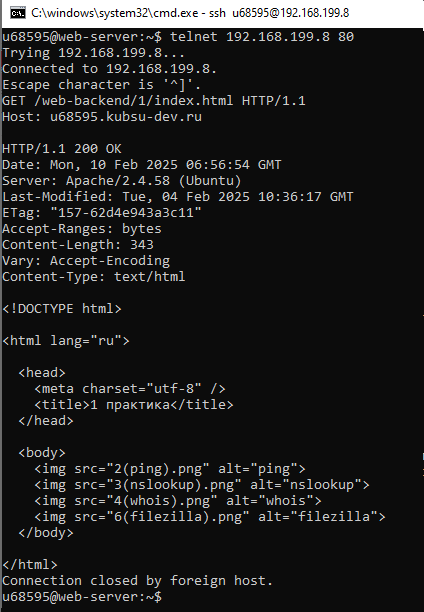 C:\windows\system32\cmd.exe - ssh u68595@192.168.199.8
u68595@web-server:~$ telnet 192.168.199.8 80
Trying 192.168.199.8...
Connected to 192.168.199.8.
Escape character is '^]'.
GET /web-backend/1/index.html HTTP/1.1
Host: u68595.kubsu-dev.ru
HTTP/1.1 200 OK
Date: Mon, 10 Feb 2025 06:56:54 GMT
Server: Apache/2.4.58 (Ubuntu)
Last-Modified: Tue, 04 Feb 2025 10:36:17 GMT
ETag: "157-62d4e943a3c11"
Accept-Ranges: bytes
Content-Length: 343
Vary: Accept-Encoding
Content-Type: text/html
<!DOCTYPE html>
<html lang="ru">
<head>
<meta charset="utf-8" />
<title>1 практика</title>
</head>
<body>
<img src="2(ping).png" alt="ping">
<img src="3(nslookup).png" alt="nslookup">
<img src="4(whois).png" alt="whois">
<img src="6(filezilla).png" alt="filezilla">
</body>
</html>
Connection closed by foreign host.
u68595@web-server:~$